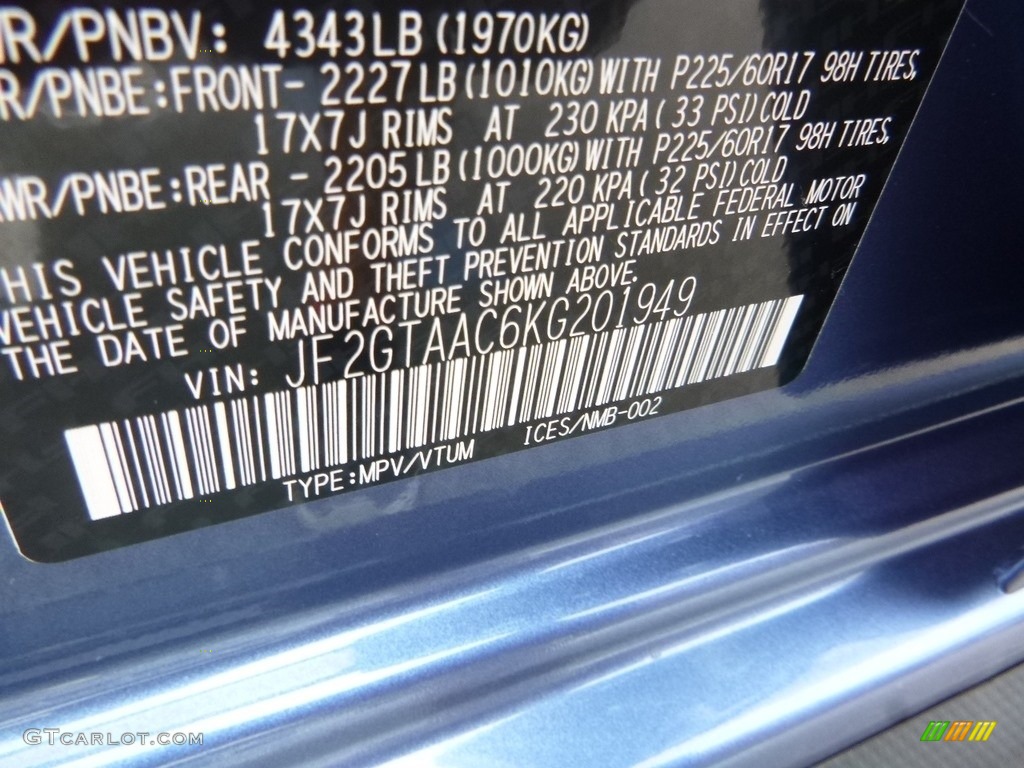 WR/PNBV: 4343LB (1970KG)
R/PNBE:FRONT- 2227 LB (1010KG) WITH P225/60R17 98H TIRES,
17X7J RIMS AT 230 KPA ( 33 PSI) COLD
WR/PNBE:REAR - 2205 LB (1000KG) WITH P225/60R17 98H TIRES,
17X7J RIMS AT 220 KPA ( 32 PSI) COLD
THIS VEHICLE CONFORMS TO ALL APPLICABLE FEDERAL MOTOR
VEHICLE SAFETY AND THEFT PREVENTION STANDARDS IN EFFECT ON
THE DATE OF MANUFACTURE SHOWN ABOVE.
VIN: JF2GTAAC6KG201949
TYPE:MPV/VTUM ICES/NMB-002
GTCARLOT.COM